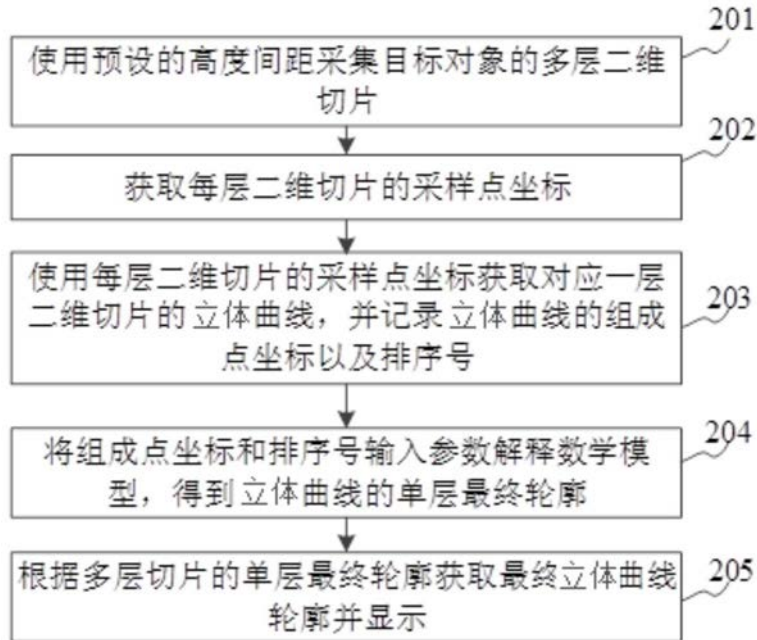 201
使用预设的高度间距采集目标对象的多层二维
切片
202
获取每层二维切片的采样点坐标
使用每层二维切片的采样点坐标获取对应一层
二维切片的立体曲线，并记录立体曲线的组成
点坐标以及排序号
203
将组成点坐标和排序号输入参数解释数学模
型，得到立体曲线的单层最终轮廓
204
根据多层切片的单层最终轮廓获取最终立体曲线
轮廓并显示
205